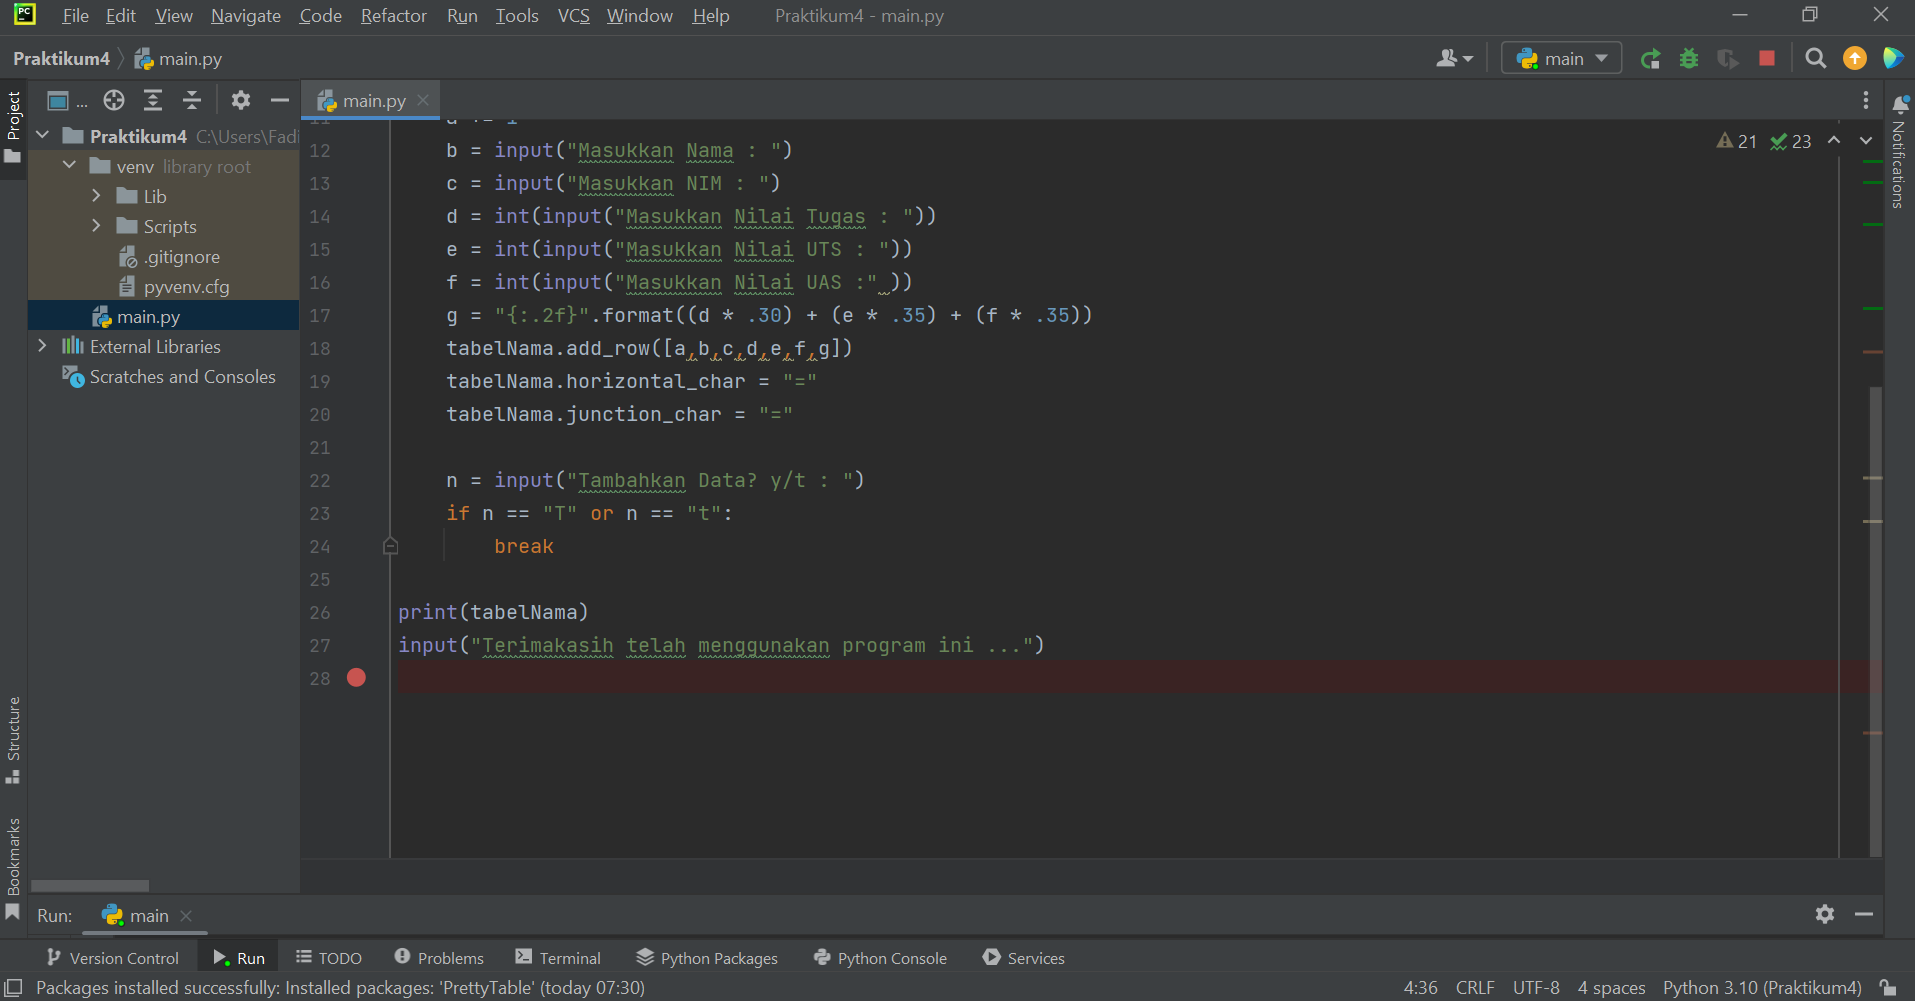 PC File Edit View Navigate Code Refactor Run Tools VCS Window Help Praktikum4 - main.py
Praktikum4 main.py main
Project ... main.py
Praktikum4 C:\Users\Fadi
venv library root
Lib
Scripts
.gitignore
pyvenv.cfg
main.py
External Libraries
Scratches and Consoles
21 23
Notifications
12 b = input("Masukkan Nama : ")
13 c = input("Masukkan NIM : ")
14 d = int(input("Masukkan Nilai Tugas : "))
15 e = int(input("Masukkan Nilai UTS : "))
16 f = int(input("Masukkan Nilai UAS :" ))
17 g = "{:.2f}".format((d * .30) + (e * .35) + (f * .35))
18 tabelNama.add_row([a,b,c,d,e,f,g])
19 tabelNama.horizontal_char = "="
20 tabelNama.junction_char = "="
21
22 n = input("Tambahkan Data? y/t : ")
23 if n == "T" or n == "t":
24 break
25
26 print(tabelNama)
27 input("Terimakasih telah menggunakan program ini ...")
28
Structure
Bookmarks
Run: main
Version Control Run TODO Problems Terminal Python Packages Python Console Services
Packages installed successfully: Installed packages: 'PrettyTable' (today 07:30) 4:36 CRLF UTF-8 4 spaces Python 3.10 (Praktikum4)